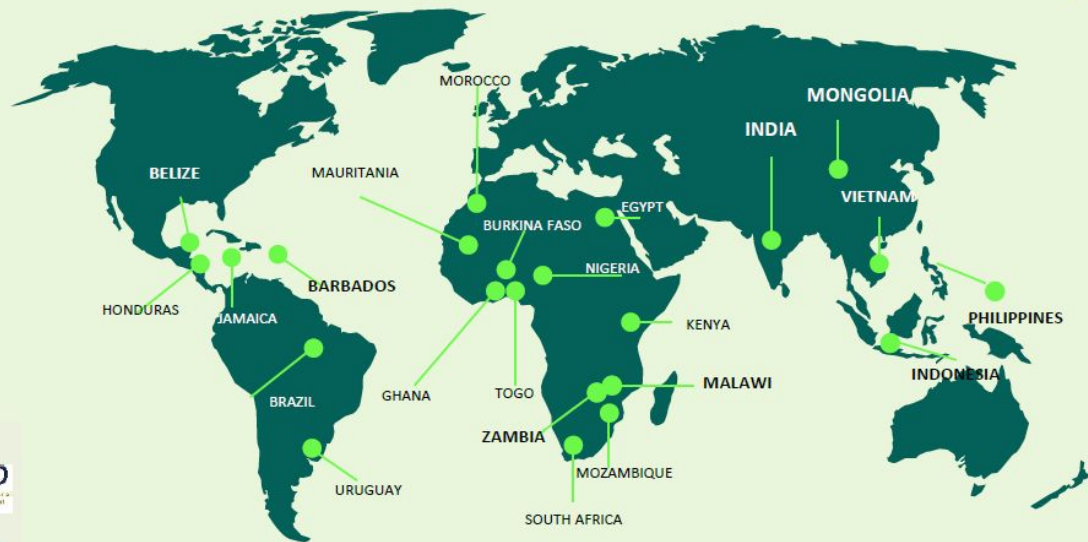 MOROCCO
MONGOLIA
INDIA
BELIZE
MAURITANIA
VIETNAM
EGYPT
BURKINA FASO
NIGERIA
BARBADOS
HONDURAS
JAMAICA
KENYA
PHILIPPINES
INDONESIA
MALAWI
GHANA
TOGO
BRAZIL
ZAMBIA
MOZAMBIQUE
URUGUAY
SOUTH AFRICA